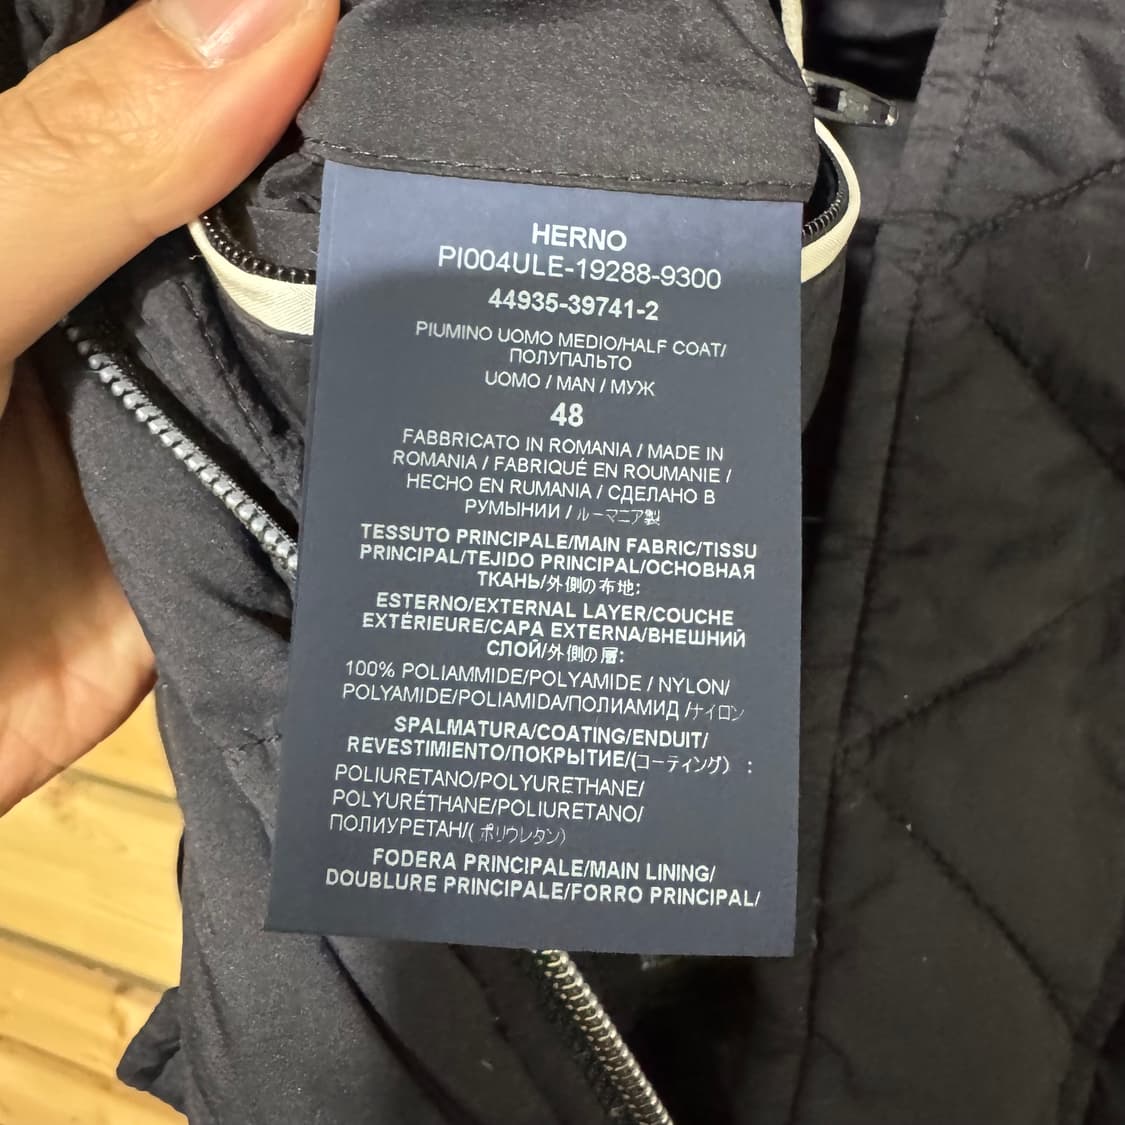 HERNO
PI004ULE-19288-9300
44935-39741-2
PIUMINO UOMO MEDIO/HALF COAT/
ПОЛУПАЛЬТО
UOMO / MAN / МУЖ
48
FABBRICATO IN ROMANIA / MADE IN
ROMANIA / FABRIQUÉ EN ROUMANIE /
HECHO EN RUMANIA / СДЕЛАНО В
РУМЫНИИ / ルーマニア製
TESSUTO PRINCIPALE/MAIN FABRIC/TISSU
PRINCIPAL/TEJIDO PRINCIPAL/ОСНОВНАЯ
ТКАНЬ/外側の布地:
ESTERNO/EXTERNAL LAYER/COUCHE
EXTÉRIEURE/CAPA EXTERNA/ВНЕШНИЙ
СЛОЙ/外側の層:
100% POLIAMMIDE/POLYAMIDE / NYLON/
POLYAMIDE/POLIAMIDA/ПОЛИАМИД /ナイロン
SPALMATURA/COATING/ENDUIT/
REVESTIMIENTO/ПОКРЫТИЕ/(コーティング) :
POLIURETANO/POLYURETHANE/
POLYURÉTHANE/POLIURETANO/
ПОЛИУРЕТАН/( ポリウレタン)
FODERA PRINCIPALE/MAIN LINING/
DOUBLURE PRINCIPALE/FORRO PRINCIPAL/